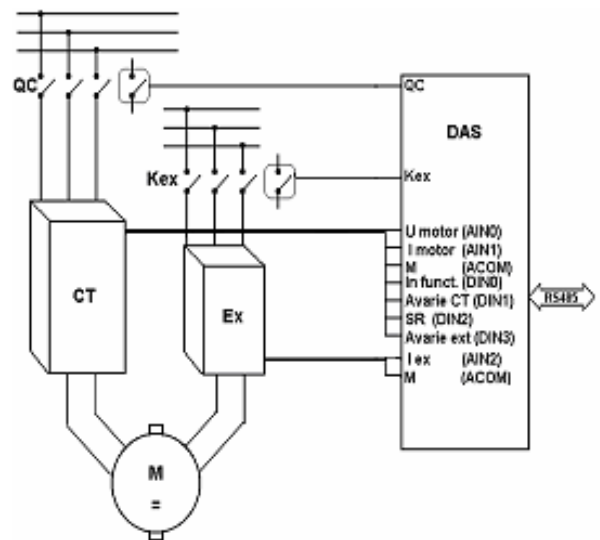 QC
QC
DAS
Kex
Kex
U motor (AIN0)
I motor (AIN1)
M (ACOM)
In funct. (DIN0)
Avarie CT (DIN1)
SR (DIN2)
Avarie ext (DIN3)
I ex (AIN2)
M (ACOM)
RS485
CT
Ex
M
=